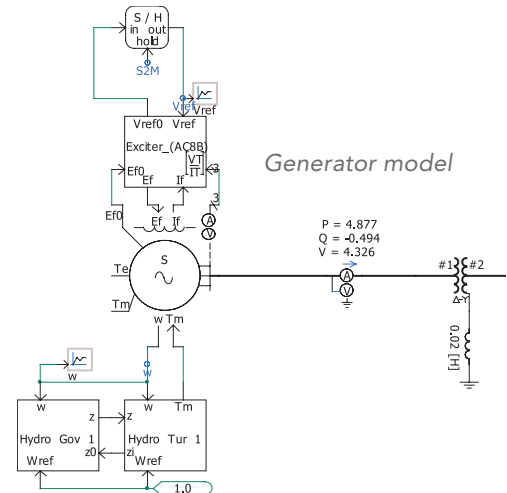 S / H
in out
hold
S2M
Vref
Vref
Vref0 Vref
Exciter_(AC8B)
Ef0
VT
IT
3
Ef If
3
Ef0
Ef If
A
V
Generator model
S
Te
Tm
P = 4.877
Q = -0.494
V = 4.326
A
V
#1 #2
Δ Y
0.02 [H]
w Tm
w
w
w
z
Hydro Gov 1
z0
Wref
w Tm
z
Hydro Tur 1
zi
Wref
1.0